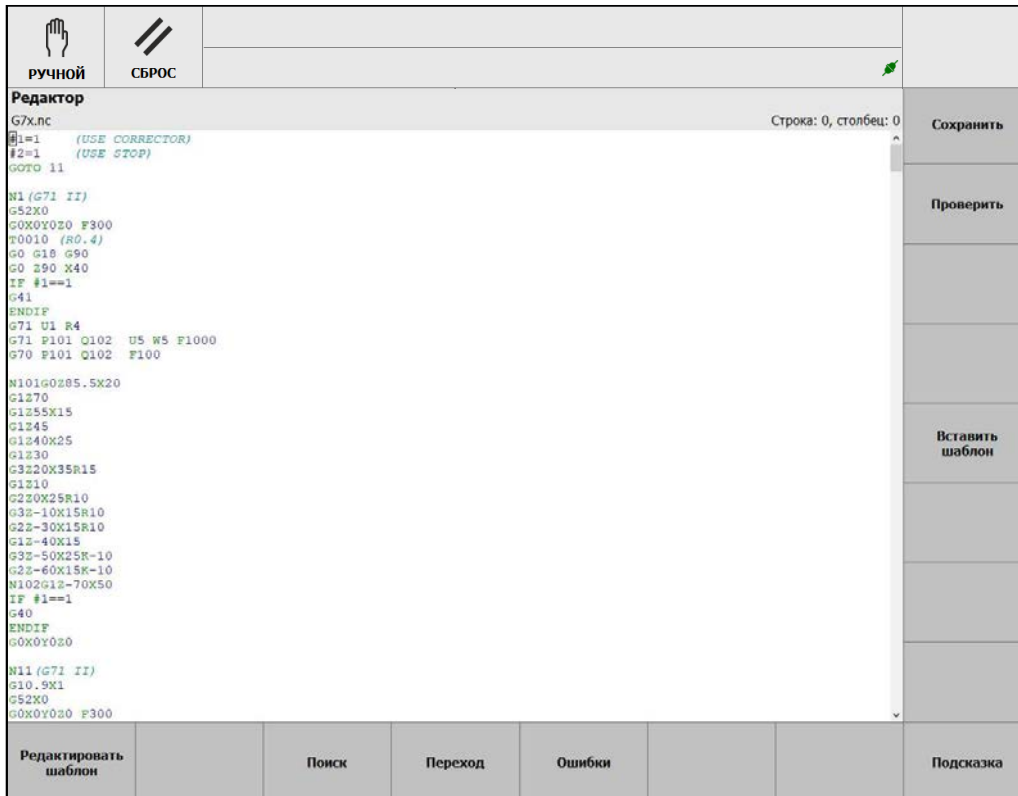 РУЧНОЙ
СБРОС
Редактор
G7x.nc
Строка: 0, столбец: 0
#1=1 (USE CORRECTOR)
#2=1 (USE STOP)
GOTO 11
N1(G71 II)
G52X0
G0X0Y0Z0 F300
T0010 (R0.4)
G0 G18 G90
G0 Z90 X40
IF #1==1
G41
ENDIF
G71 U1 R4
G71 P101 Q102 U5 W5 F1000
G70 P101 Q102 F100
N101G0Z85.5X20
G1Z70
G1Z55X15
G1Z45
G1Z40X25
G1Z30
G3Z20X35R15
G1Z10
G2Z0X25R10
G3Z-10X15R10
G2Z-30X15R10
G1Z-40X15
G3Z-50X25K-10
G2Z-60X15K-10
N102G1Z-70X50
IF #1==1
G40
ENDIF
G0X0Y0Z0
N11(G71 II)
G10.9X1
G52X0
G0X0Y0Z0 F300
Сохранить
Проверить
Вставить
шаблон
Редактировать
шаблон
Поиск
Переход
Ошибки
Подсказка